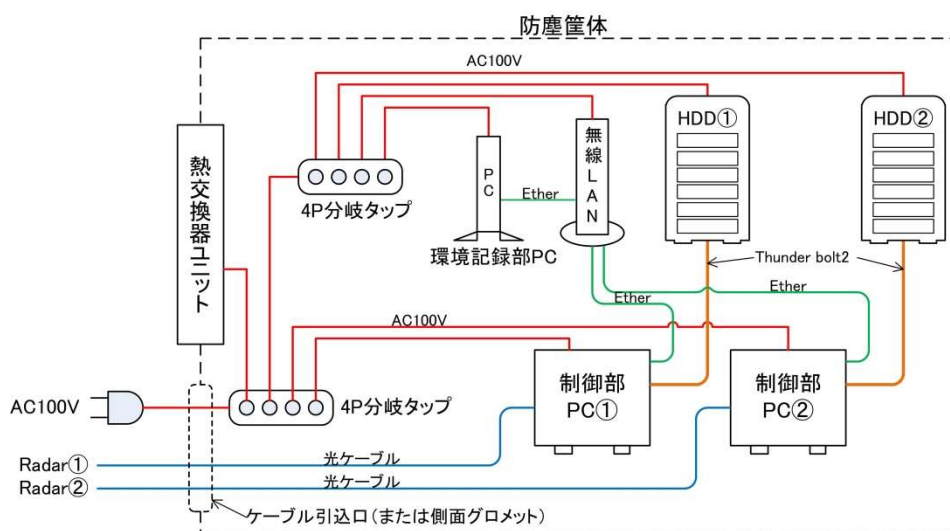 防塵筐体
AC100V
HDD①
HDD②
無線LAN
PC
熱交換器ユニット
4P分岐タップ
Ether
環境記録部PC
Thunder bolt2
Ether
Ether
AC100V
制御部
PC①
制御部
PC②
AC100V
4P分岐タップ
Radar①
光ケーブル
Radar②
光ケーブル
ケーブル引込口(または側面グロメット)